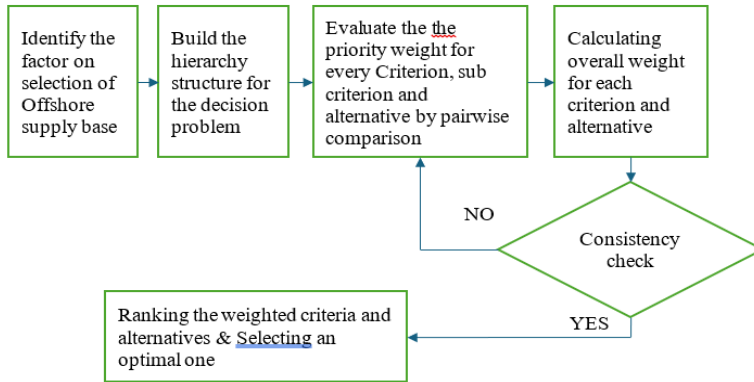 Identify the
factor on
selection of
Offshore
supply base
Build the
hierarchy
structure for
the decision
problem
Evaluate the the
priority weight for
every Criterion, sub
criterion and
alternative by pairwise
comparison
Calculating
overall weight
for each
criterion and
alternative
NO
Consistency
check
YES
Ranking the weighted criteria and
alternatives & Selecting an
optimal one